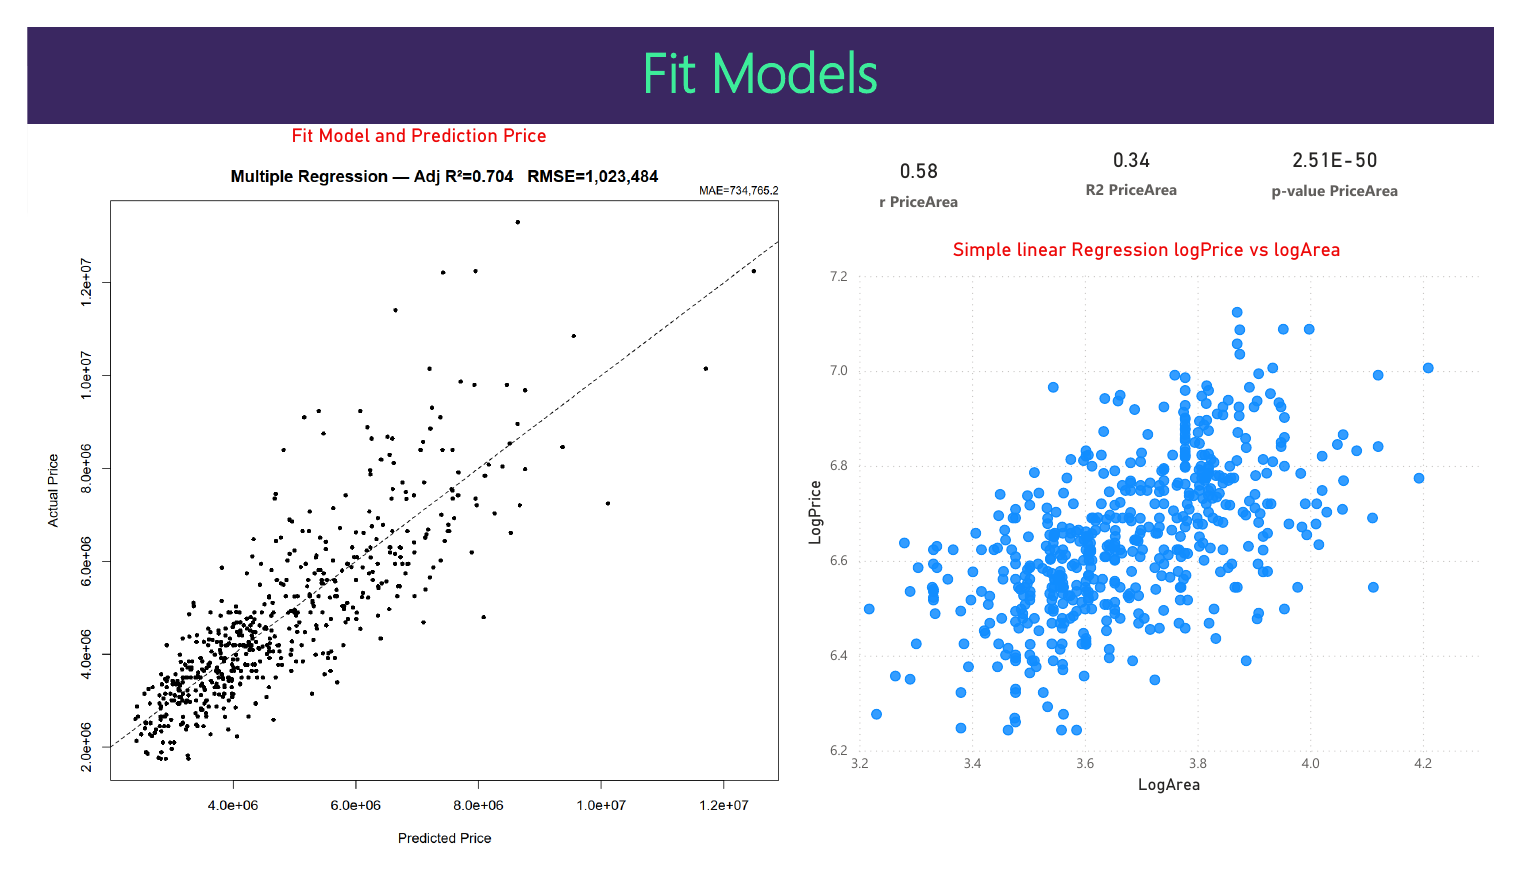 Fit Models
Fit Model and Prediction Price
Multiple Regression — Adj R²=0.704 RMSE=1,023,484
MAE=734,765.2
1.2e+07
1.0e+07
8.0e+06
6.0e+06
4.0e+06
2.0e+06
Actual Price
4.0e+06 6.0e+06 8.0e+06 1.0e+07 1.2e+07
Predicted Price
0.58
r PriceArea
0.34
R2 PriceArea
2.51E-50
p-value PriceArea
Simple linear Regression logPrice vs logArea
7.2
7.0
6.8
6.6
6.4
6.2
LogPrice
3.2 3.4 3.6 3.8 4.0 4.2
LogArea